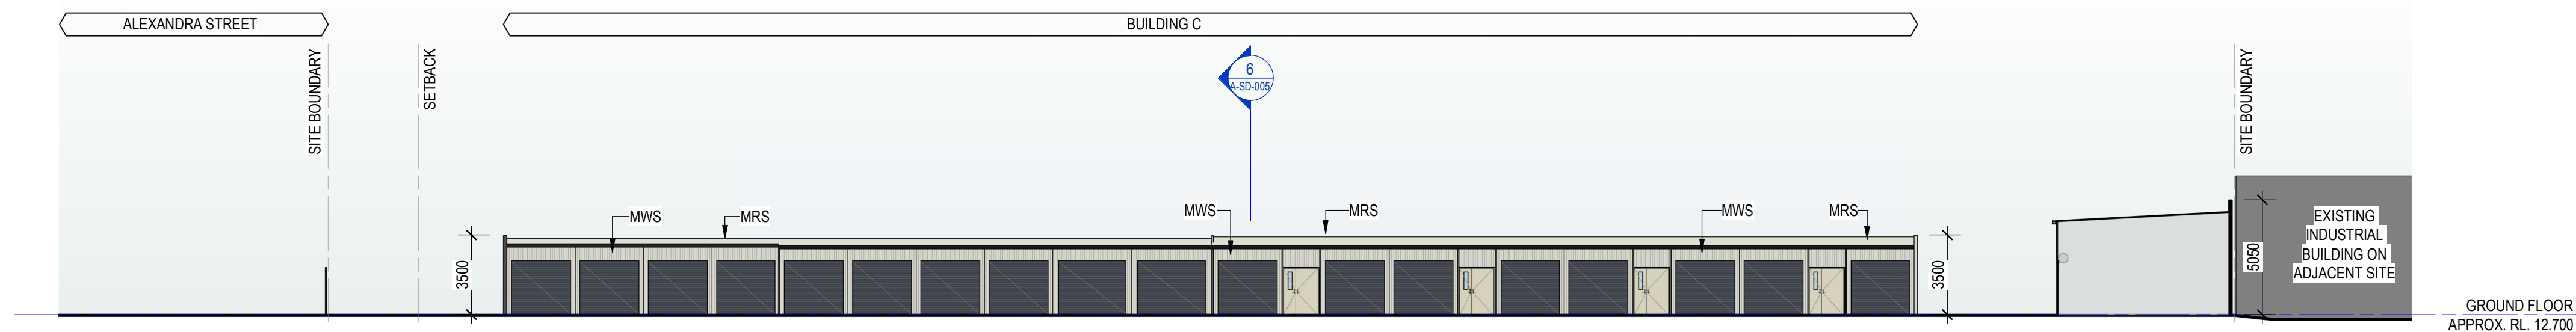 ALEXANDRA STREET
BUILDING C
SITE BOUNDARY
SETBACK
6
A-SD-005
SITE BOUNDARY
MWS
MRS
MWS
MRS
MWS
MRS
3500
3500
5050
EXISTING
INDUSTRIAL
BUILDING ON
ADJACENT SITE
GROUND FLOOR
APPROX. RL. 12.700